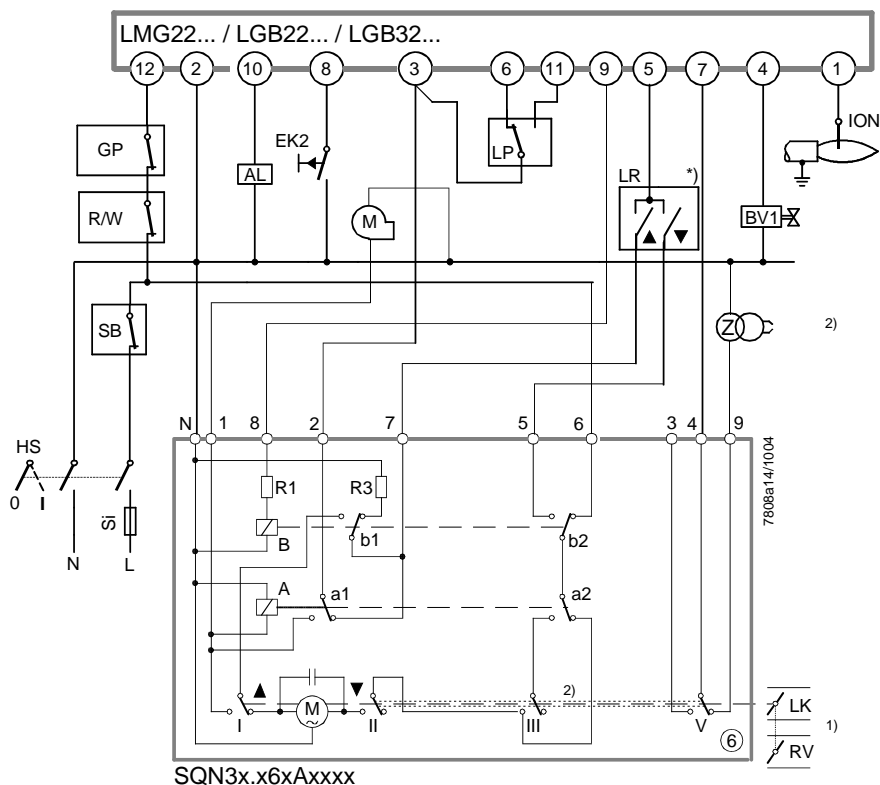 LMG22... / LGB22... / LGB32...
12 2 10 8 3 6 11 9 5 7 4 1
ION
GP
EK2
LP
AL
LR *)
R/W
M
BV1
SB
Z 2)
N 1 8 2 7 5 6 3 4 9
HS
0 I
Si
N L
R1 R3
B b1 b2
A a1 a2
7808a14/1004
2)
M
~
I II III V
LK
1)
RV
6
SQN3x.x6xAxxxx